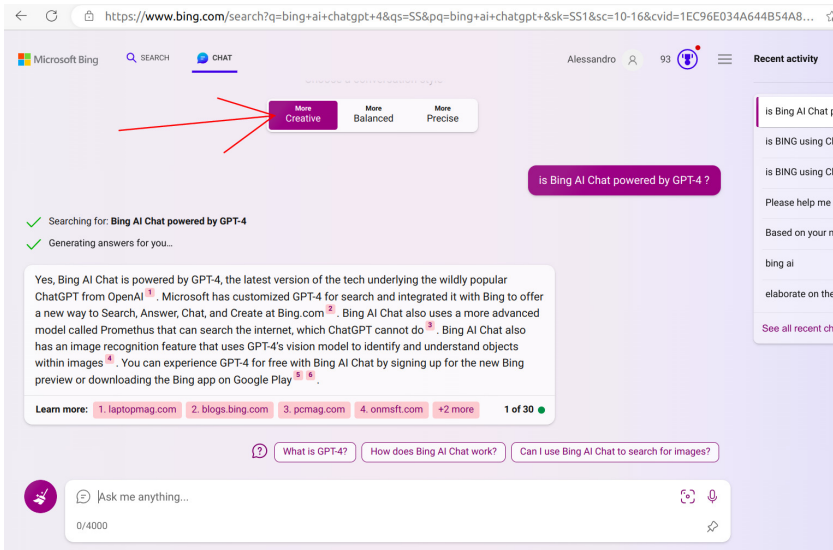 https://www.bing.com/search?q=bing+ai+chatgpt+4&qs=SS&pq=bing+ai+chatgpt+&sk=SS1&sc=10-16&cvid=1EC96E034A644B54A8...
Microsoft Bing
SEARCH
CHAT
Alessandro
93
Recent activity
More Creative
More Balanced
More Precise
is Bing AI Chat powered by GPT-4 ?
Searching for: Bing AI Chat powered by GPT-4
Generating answers for you...
Yes, Bing AI Chat is powered by GPT-4, the latest version of the tech underlying the wildly popular
ChatGPT from OpenAI 1 . Microsoft has customized GPT-4 for search and integrated it with Bing to offer
a new way to Search, Answer, Chat, and Create at Bing.com 2 . Bing AI Chat also uses a more advanced
model called Promethus that can search the internet, which ChatGPT cannot do 3 . Bing AI Chat also
has an image recognition feature that uses GPT-4's vision model to identify and understand objects
within images 4 . You can experience GPT-4 for free with Bing AI Chat by signing up for the new Bing
preview or downloading the Bing app on Google Play 5 6 .
Learn more: 1. laptopmag.com 2. blogs.bing.com 3. pcmag.com 4. onmsft.com +2 more 1 of 30
What is GPT-4? How does Bing AI Chat work? Can I use Bing AI Chat to search for images?
Ask me anything...
0/4000
is Bing AI Chat p
is BING using C
is BING using C
Please help me
Based on your
bing ai
elaborate on the
See all recent ch